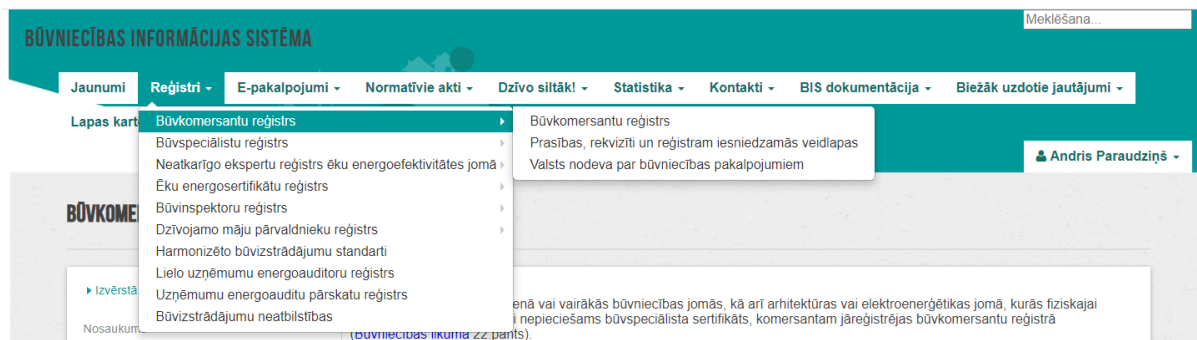 Meklēšana...
BŪVNIECĪBAS INFORMĀCIJAS SISTĒMA
Jaunumi Reģistri E-pakalpojumi Normatīvie akti Dzīvo siltāk! Statistika Kontakti BIS dokumentācija Biežāk uzdotie jautājumi
Lapas kart
Būvkomersantu reģistrs
Būvspeciālistu reģistrs
Neatkarīgo ekspertu reģistrs ēku energoefektivitātes jomā
Ēku energosertifikātu reģistrs
Būvinspektoru reģistrs
Dzīvojamo māju pārvaldnieku reģistrs
Harmonizēto būvizstrādājumu standarti
Lielo uzņēmumu energoauditoru reģistrs
Uzņēmumu energoauditu pārskatu reģistrs
Būvizstrādājumu neatbilstības
Būvkomersantu reģistrs
Prasības, rekvizīti un reģistram iesniedzamās veidlapas
Valsts nodeva par būvniecības pakalpojumiem
Andris Paraudziņš
BŪVKOME
Izvērstā
Nosaukum
enā vai vairākās būvniecības jomās, kā arī arhitektūras vai elektroenerģētikas jomā, kurās fiziskajai
i nepieciešams būvspeciālista sertifikāts, komersantam jāreģistrējas būvkomersantu reģistrā
(Būvniecības likuma 22.pants).